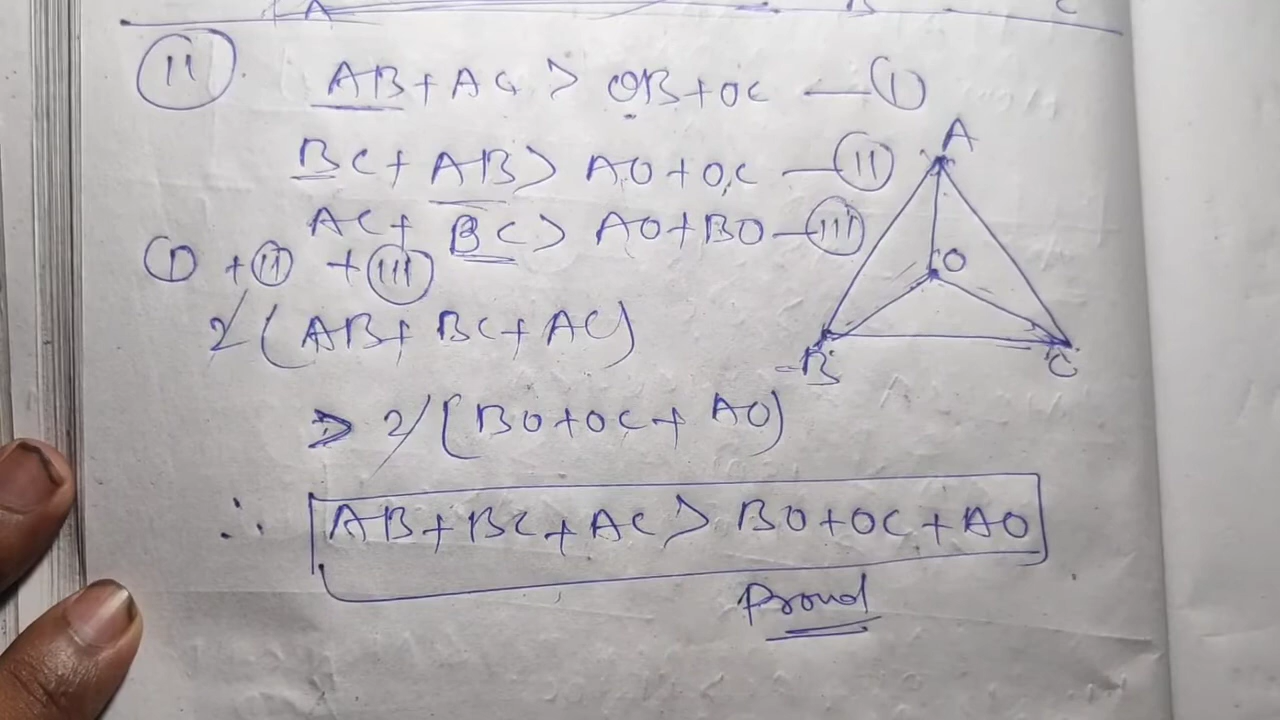 A B C
(11) AB + AC > OB + OC — (I)
BC + AB > AO + OC — (II)
AC + BC > AO + BO — (III)
(I) + (II) + (III)
2 (AB + BC + AC)
> 2 (BO + OC + AO)
∴ AB + BC + AC > BO + OC + AO
Proved
A
O
B C